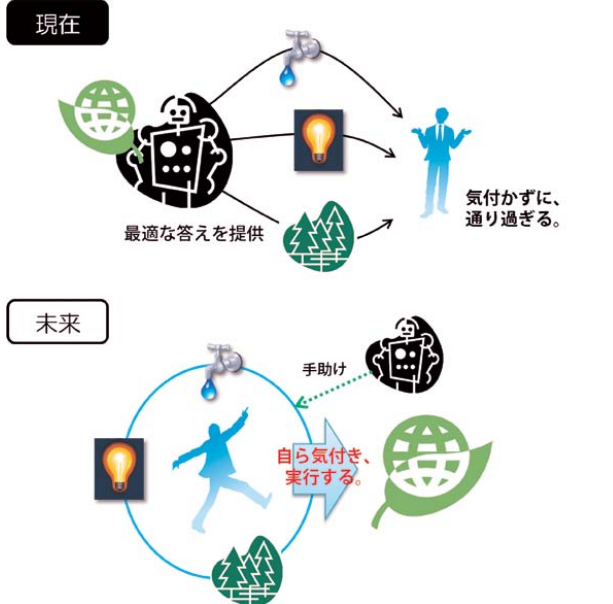 現在
最適な答えを提供
気付かずに、
通り過ぎる。
未来
手助け
自ら気付き、
実行する。